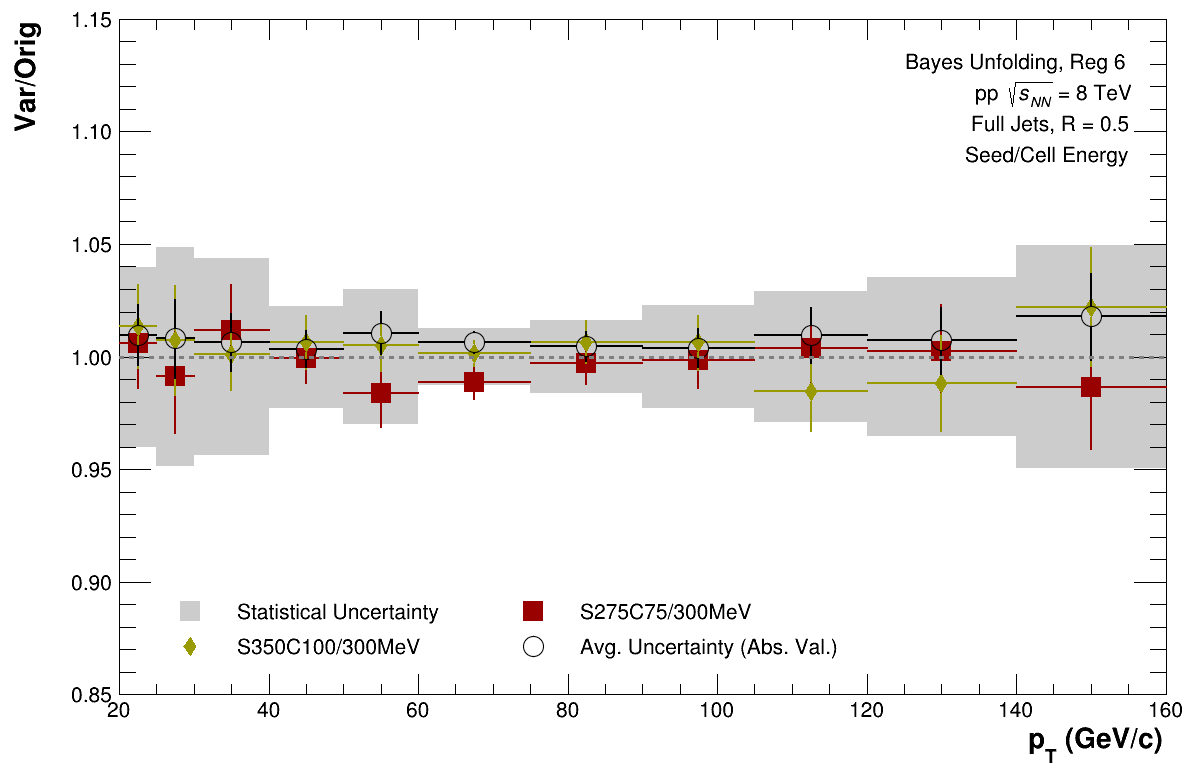 Var/Orig
1.15
1.10
1.05
1.00
0.95
0.90
0.85
Bayes Unfolding, Reg 6
pp √s_NN = 8 TeV
Full Jets, R = 0.5
Seed/Cell Energy
Statistical Uncertainty
S275C75/300MeV
S350C100/300MeV
Avg. Uncertainty (Abs. Val.)
20 40 60 80 100 120 140 160
p_T (GeV/c)